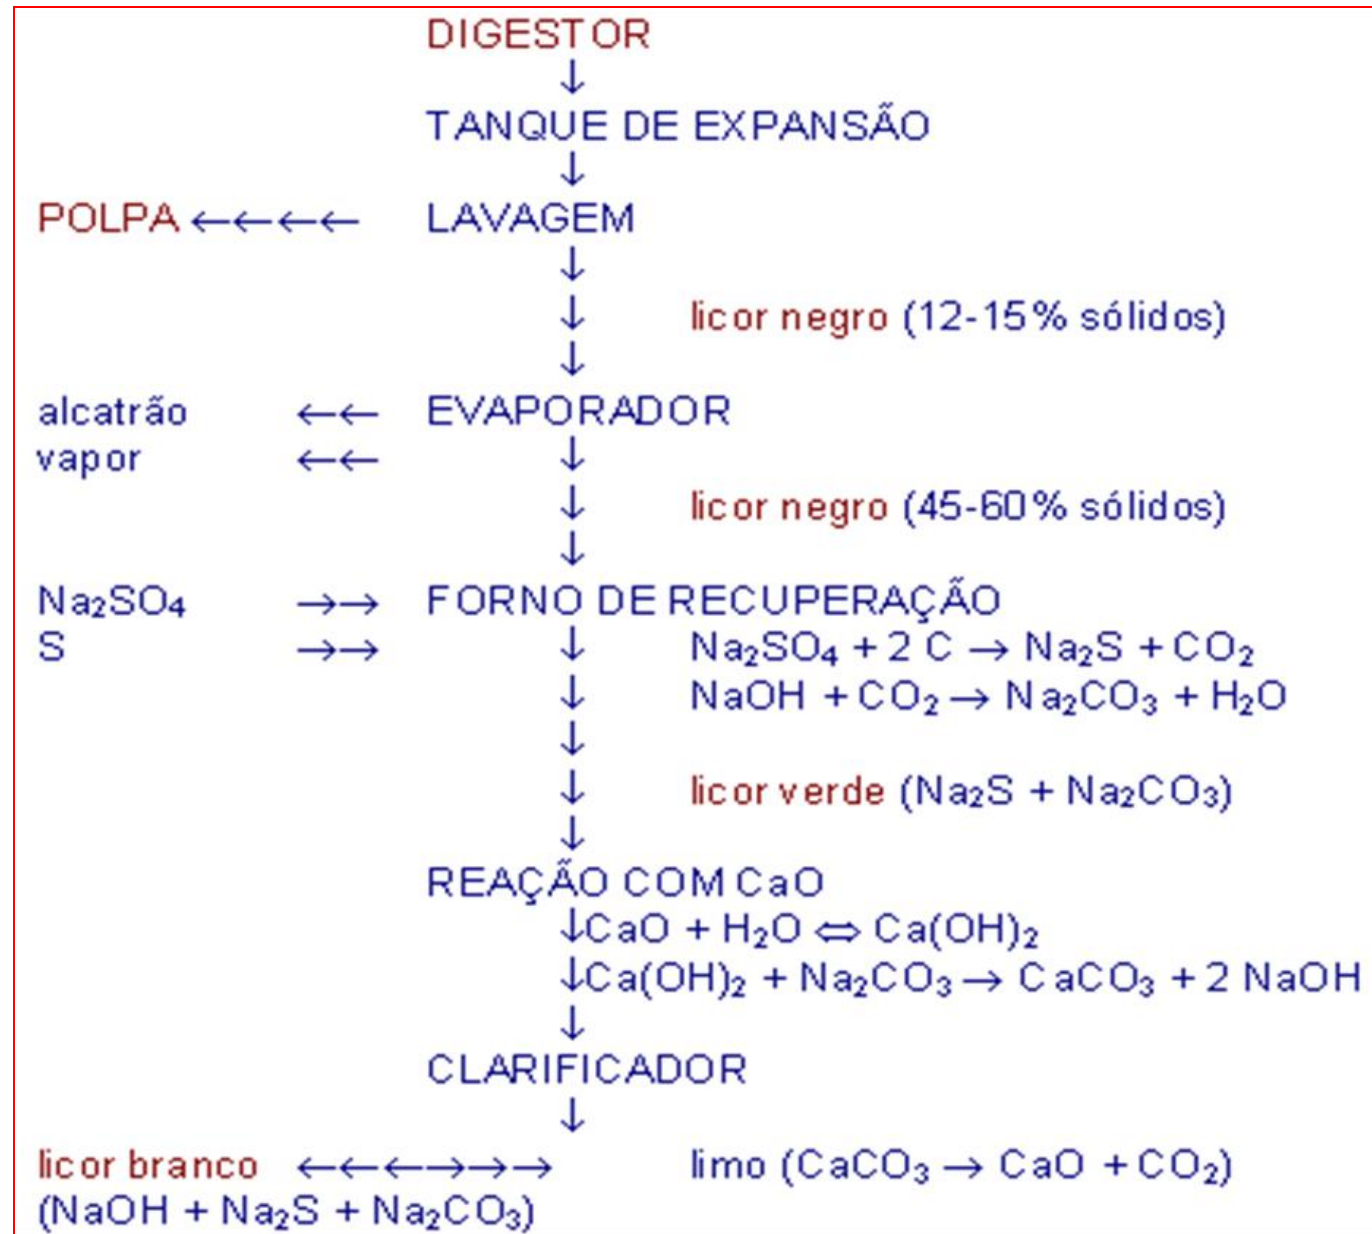 DIGESTOR
↓
TANQUE DE EXPANSÃO
↓
POLPA ←←←← LAVAGEM
↓
↓ licor negro (12-15% sólidos)
↓
alcatrão ←← EVAPORADOR
vapor ←← ↓
↓ licor negro (45-60% sólidos)
↓
Na₂SO₄ →→ FORNO DE RECUPERAÇÃO
S →→ ↓ Na₂SO₄ + 2 C → Na₂S + CO₂
↓ NaOH + CO₂ → Na₂CO₃ + H₂O
↓
↓ licor verde (Na₂S + Na₂CO₃)
↓
REAÇÃO COM CaO
↓CaO + H₂O ⇔ Ca(OH)₂
↓Ca(OH)₂ + Na₂CO₃ → CaCO₃ + 2 NaOH
↓
CLARIFICADOR
↓
licor branco ←←←→→→ limo (CaCO₃ → CaO + CO₂)
(NaOH + Na₂S + Na₂CO₃)